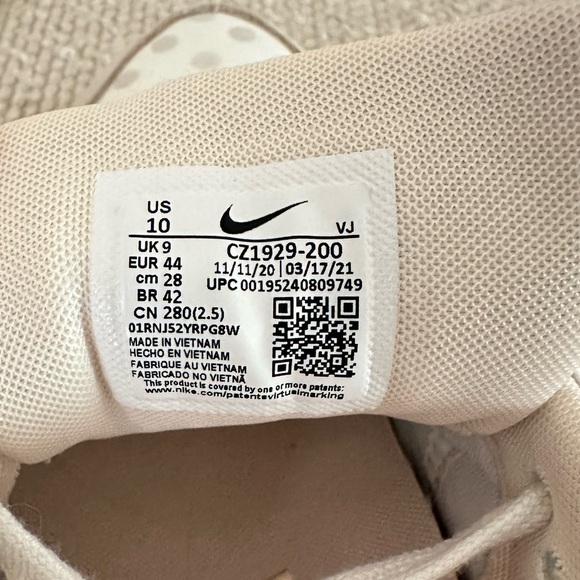 US
10
VJ
UK 9
EUR 44
cm 28
BR 42
CN 280(2.5)
CZ1929-200
11/11/20 | 03/17/21
UPC 00195240809749
01RNJ52YRPG8W
MADE IN VIETNAM
HECHO EN VIETNAM
FABRIQUE AU VIETNAM
FABRICADO NO VIETNÃ
This product is covered by one or more patents:
www.nike.com/patentsvirtualmarking